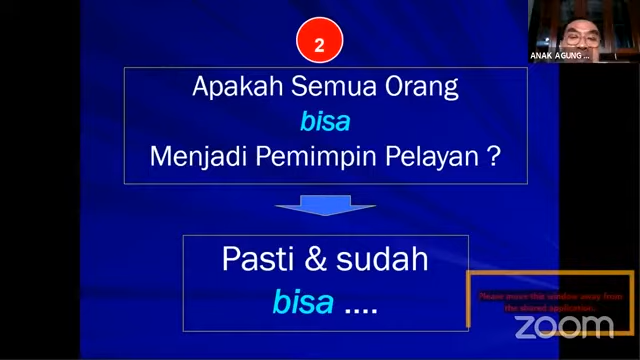 2
ANAK AGUNG ...
Apakah Semua Orang
bisa
Menjadi Pemimpin Pelayan ?
Pasti & sudah
bisa ....
Please move this window away from
the shared application.
zoom